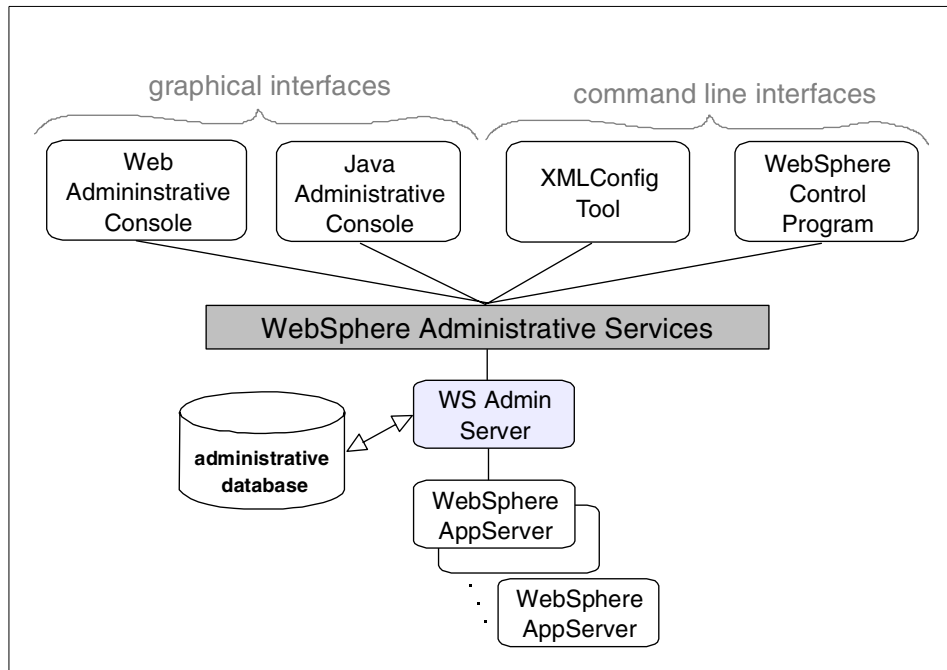 graphical interfaces
command line interfaces
Web
Admininstrative
Console
Java
Administrative
Console
XMLConfig
Tool
WebSphere
Control
Program
WebSphere Administrative Services
WS Admin
Server
administrative
database
WebSphere
AppServer
WebSphere
AppServer